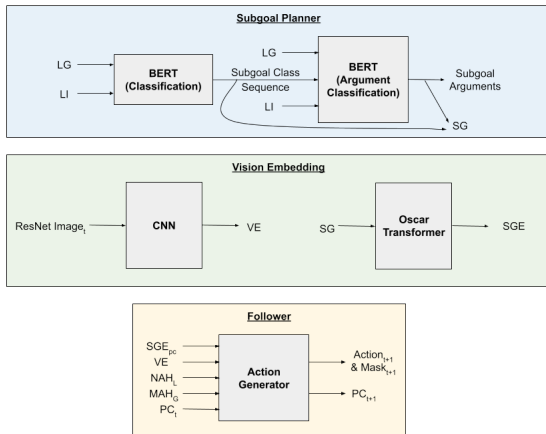 Subgoal Planner
LG
LI
BERT
(Classification)
Subgoal Class
Sequence
LG
LI
BERT
(Argument
Classification)
Subgoal
Arguments
SG
Vision Embedding
ResNet Image_t
CNN
VE
SG
Oscar
Transformer
SGE
Follower
SGE_pc
VE
NAH_L
MAH_G
PC_t
Action
Generator
Action_t+1
& Mask_t+1
PC_t+1